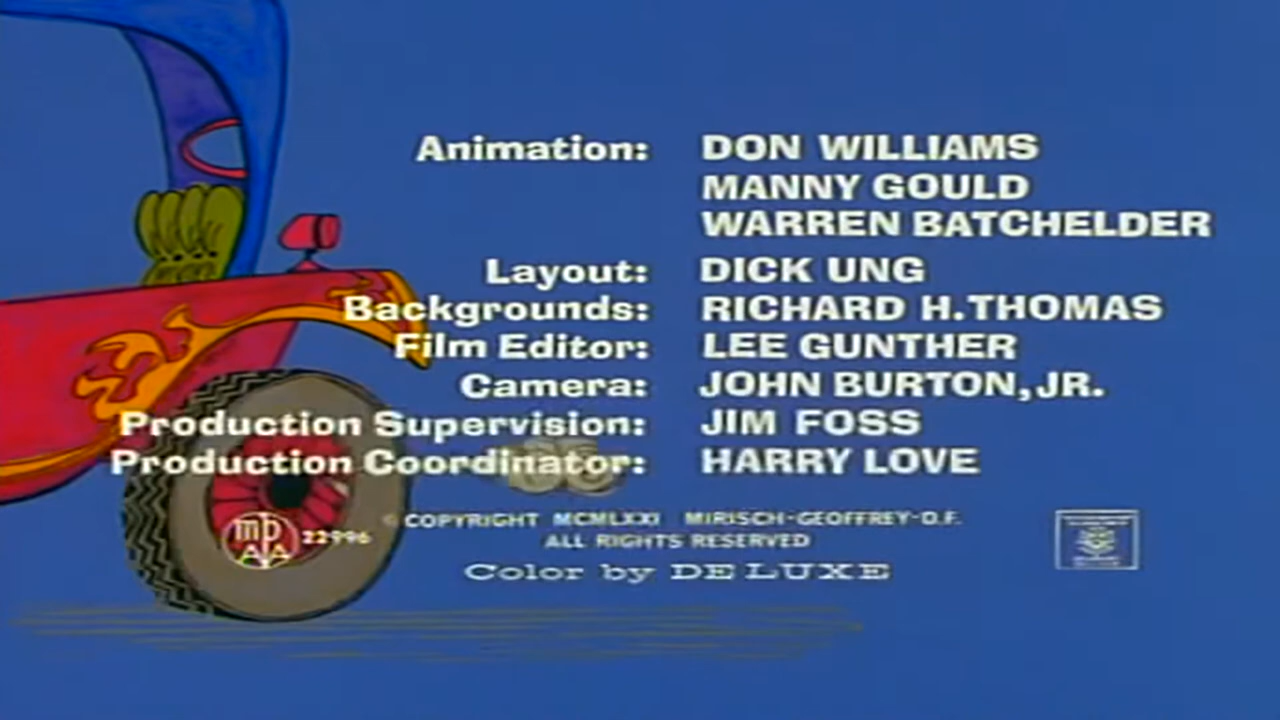 Animation: DON WILLIAMS
MANNY GOULD
WARREN BATCHELDER
Layout: DICK UNG
Backgrounds: RICHARD H. THOMAS
Film Editor: LEE GUNTHER
Camera: JOHN BURTON, JR.
Production Supervision: JIM FOSS
Production Coordinator: HARRY LOVE
© COPYRIGHT MCMLXXI MIRISCH-GEOFFREY-D.F.
mpAA 22996
ALL RIGHTS RESERVED
Color by DE LUXE